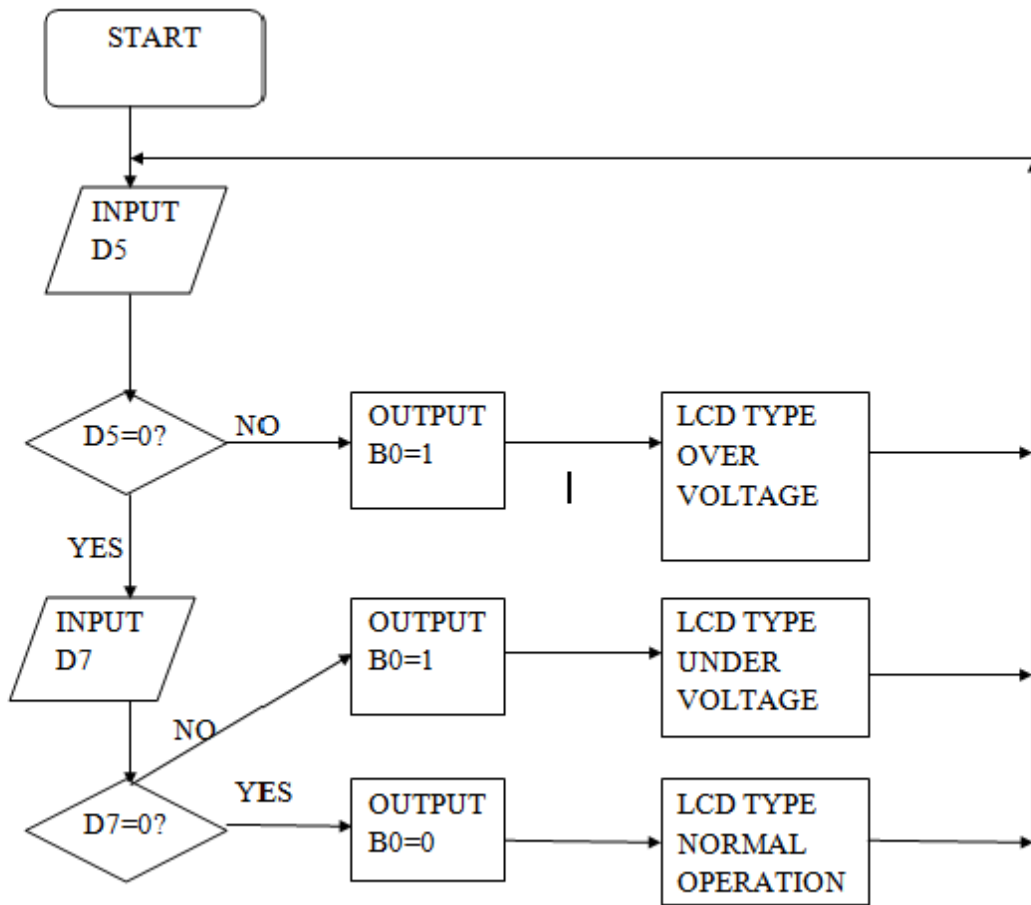 START
INPUT
D5
D5=0?
NO
OUTPUT
B0=1
LCD TYPE
OVER
VOLTAGE
YES
INPUT
D7
OUTPUT
B0=1
LCD TYPE
UNDER
VOLTAGE
NO
D7=0?
YES
OUTPUT
B0=0
LCD TYPE
NORMAL
OPERATION